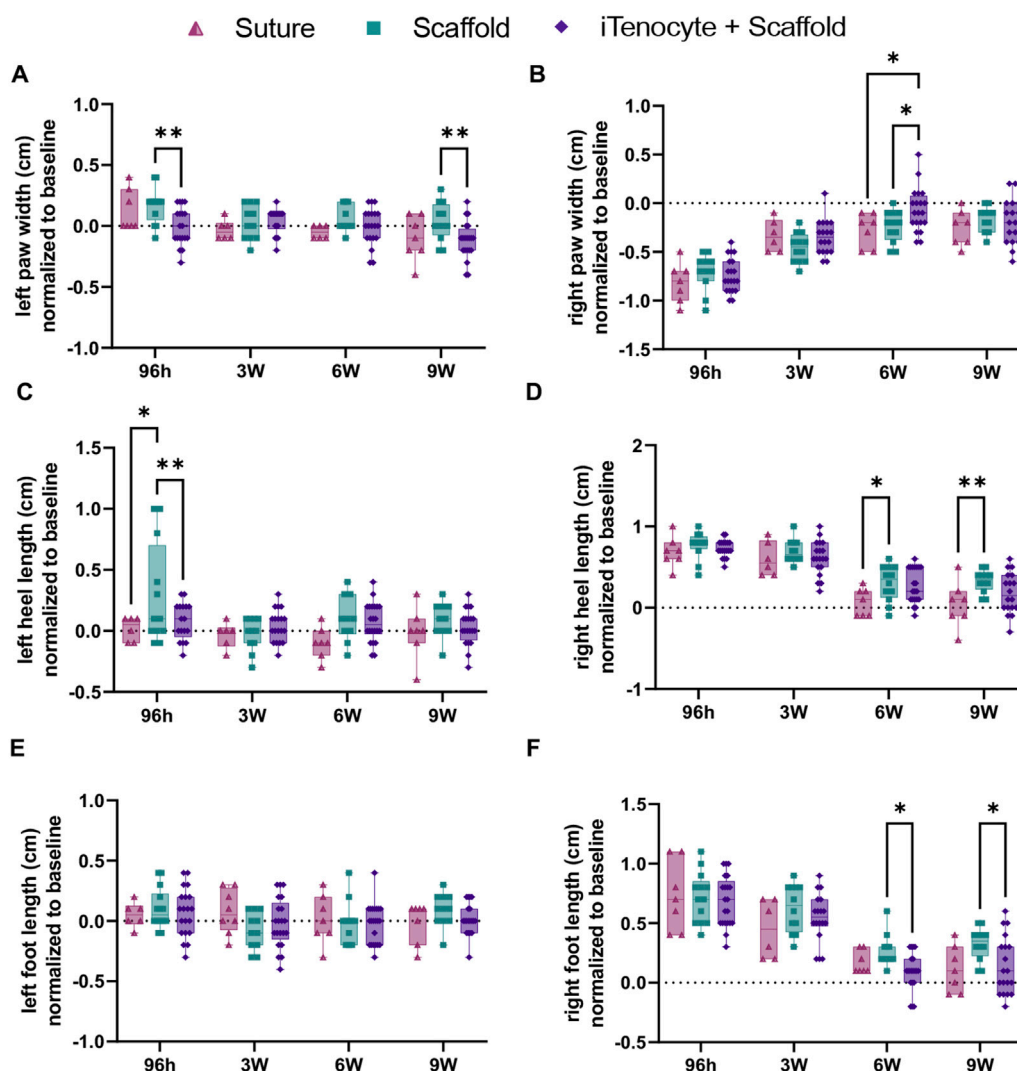 Suture Scaffold iTenocyte + Scaffold
A
left paw width (cm)
normalized to baseline
1.0
0.5
0.0
-0.5
-1.0
**
**
96h 3W 6W 9W
B
right paw width (cm)
normalized to baseline
1.0
0.5
-0.0
-0.5
-1.0
-1.5
*
*
96h 3W 6W 9W
C
left heel length (cm)
normalized to baseline
1.5
1.0
0.5
0.0
-0.5
*
**
96h 3W 6W 9W
D
right heel length (cm)
normalized to baseline
2
1
0
-1
*
**
96h 3W 6W 9W
E
left foot length (cm)
normalized to baseline
1.0
0.5
0.0
-0.5
-1.0
96h 3W 6W 9W
F
right foot length (cm)
normalized to baseline
1.5
1.0
0.5
0.0
-0.5
*
*
96h 3W 6W 9W